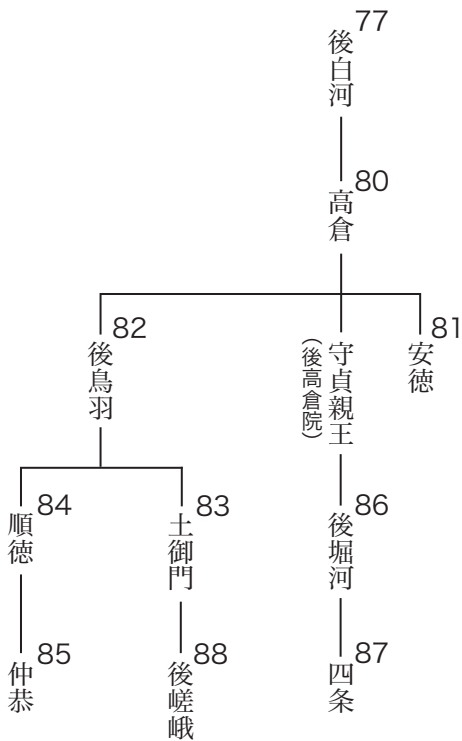 77
後白河
80
高倉
81
安徳
守貞親王
(後高倉院)
82
後鳥羽
86
後堀河
83
土御門
84
順徳
87
四条
88
後嵯峨
85
仲恭